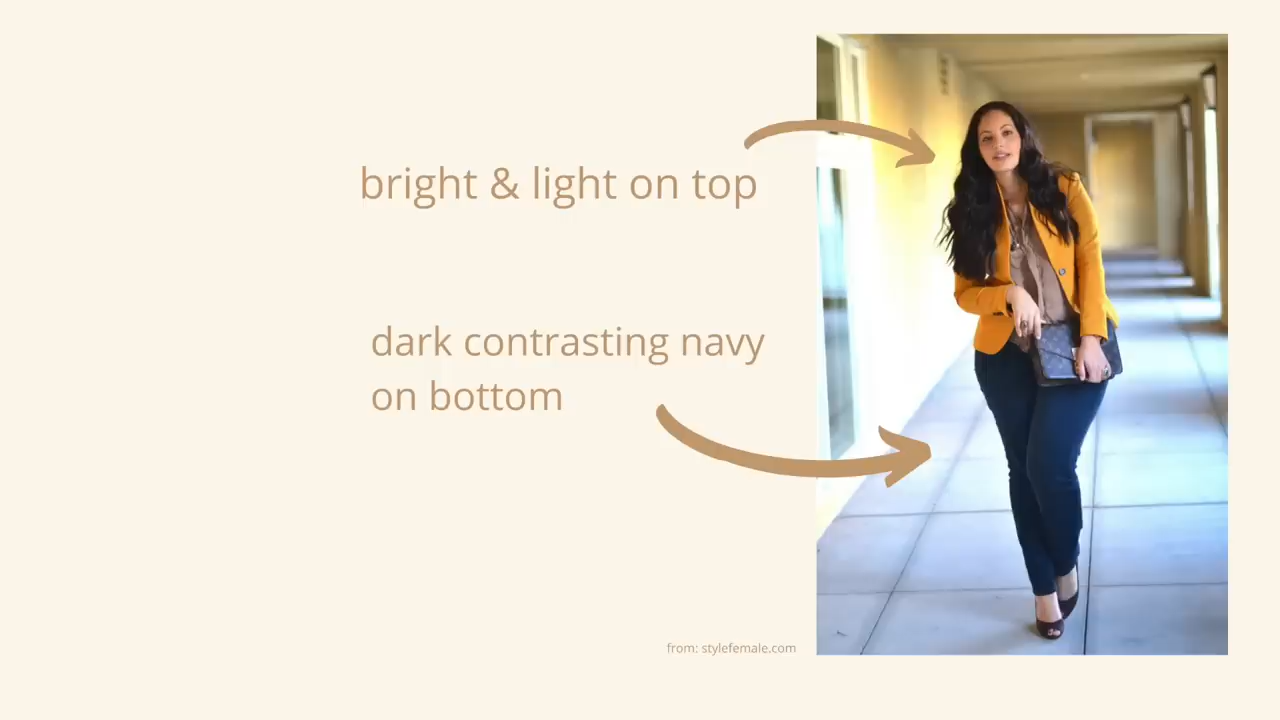 bright & light on top
dark contrasting navy
on bottom
from: stylefemale.com